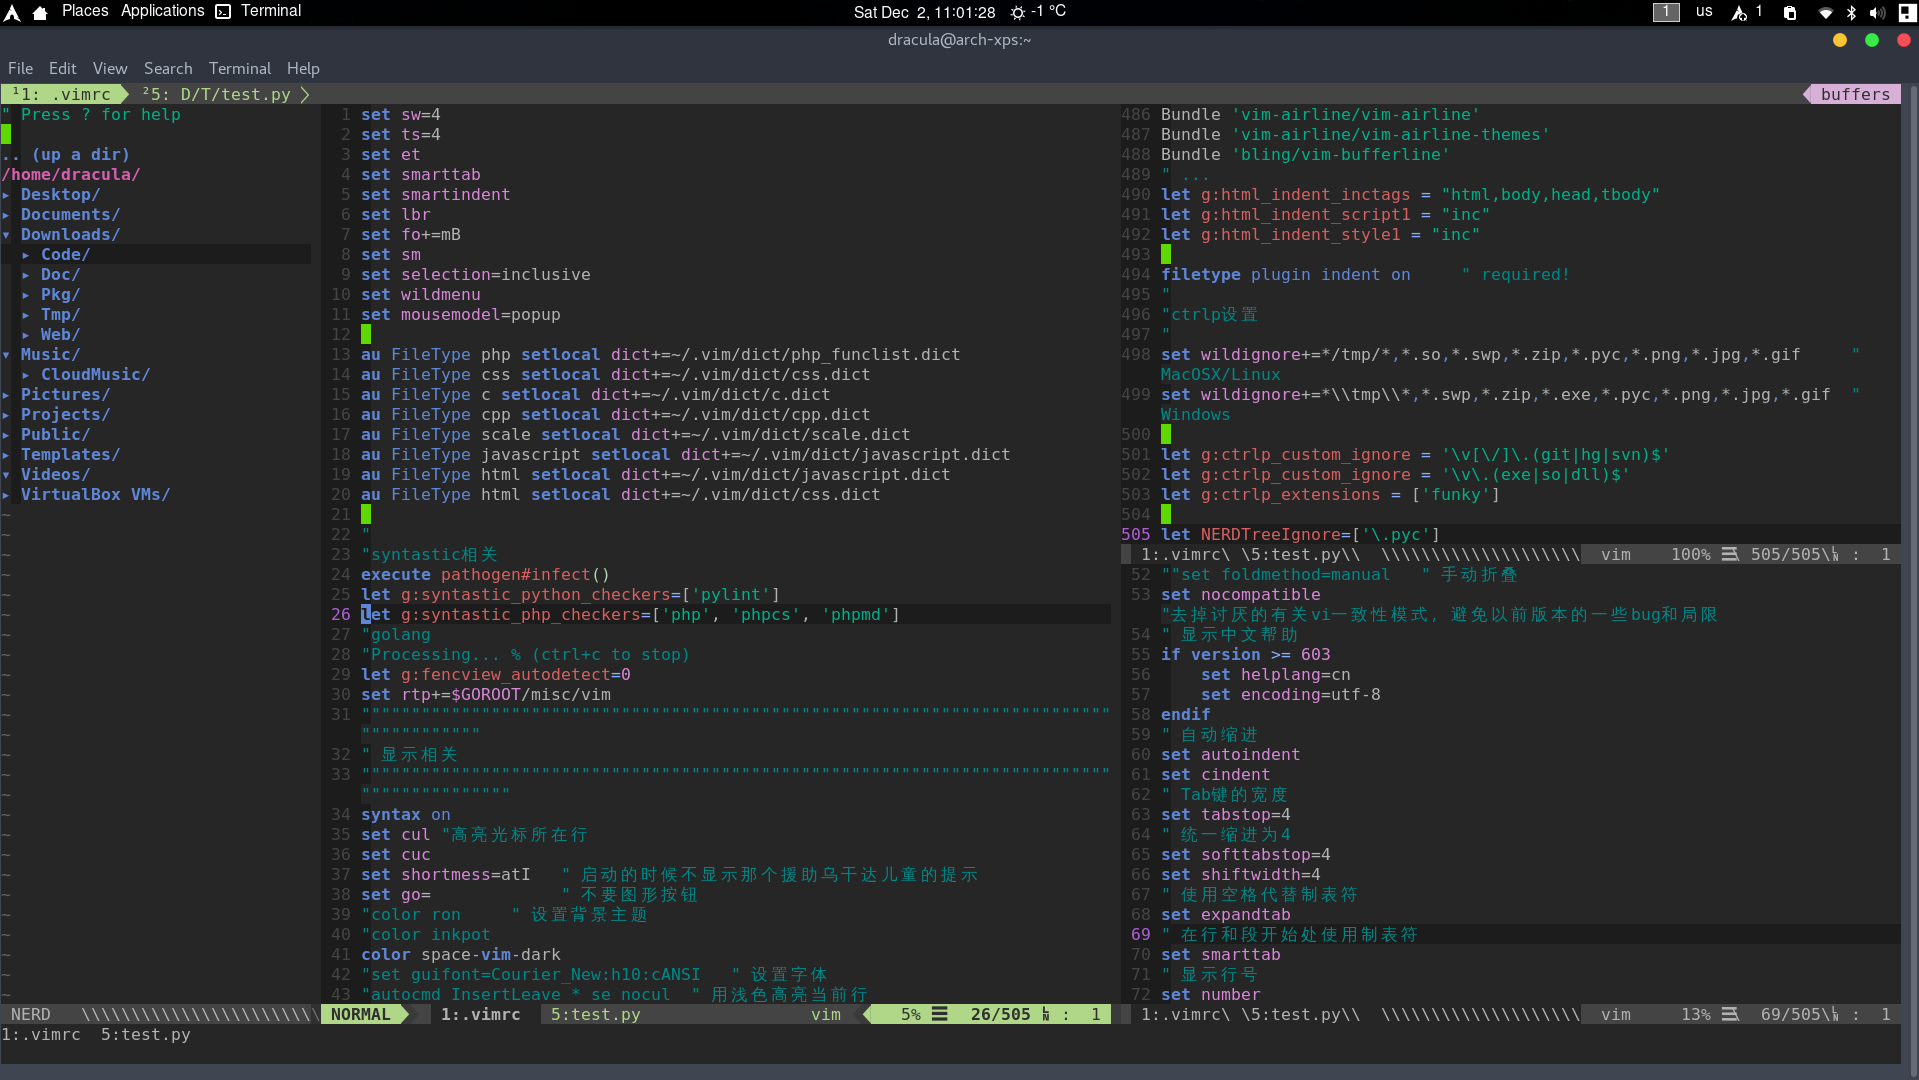 Places Applications Terminal
Sat Dec 2, 11:01:28 -1 °C
1 us 1
dracula@arch-xps:~
File Edit View Search Terminal Help
¹1: .vimrc ²5: D/T/test.py
buffers
" Press ? for help
.. (up a dir)
/home/dracula/
▸ Desktop/
▸ Documents/
▾ Downloads/
▸ Code/
▸ Doc/
▸ Pkg/
▸ Tmp/
▸ Web/
▾ Music/
▸ CloudMusic/
▸ Pictures/
▸ Projects/
▸ Public/
▸ Templates/
▾ Videos/
▸ VirtualBox VMs/
1 set sw=4
2 set ts=4
3 set et
4 set smarttab
5 set smartindent
6 set lbr
7 set fo+=mB
8 set sm
9 set selection=inclusive
10 set wildmenu
11 set mousemodel=popup
12
13 au FileType php setlocal dict+=~/.vim/dict/php_funclist.dict
14 au FileType css setlocal dict+=~/.vim/dict/css.dict
15 au FileType c setlocal dict+=~/.vim/dict/c.dict
16 au FileType cpp setlocal dict+=~/.vim/dict/cpp.dict
17 au FileType scale setlocal dict+=~/.vim/dict/scale.dict
18 au FileType javascript setlocal dict+=~/.vim/dict/javascript.dict
19 au FileType html setlocal dict+=~/.vim/dict/javascript.dict
20 au FileType html setlocal dict+=~/.vim/dict/css.dict
21
22 "
23 "syntastic相关
24 execute pathogen#infect()
25 let g:syntastic_python_checkers=['pylint']
26 let g:syntastic_php_checkers=['php', 'phpcs', 'phpmd']
27 "golang
28 "Processing... % (ctrl+c to stop)
29 let g:fencview_autodetect=0
30 set rtp+=$GOROOT/misc/vim
31 """""""""""""""""""""""""""""""""""""""""""""""""""""""""""""""""""""""""""
""""""""""""
32 " 显示相关
33 """""""""""""""""""""""""""""""""""""""""""""""""""""""""""""""""""""""""""
"""""""""""""""
34 syntax on
35 set cul "高亮光标所在行
36 set cuc
37 set shortmess=atI " 启动的时候不显示那个援助乌干达儿童的提示
38 set go= " 不要图形按钮
39 "color ron " 设置背景主题
40 "color inkpot
41 color space-vim-dark
42 "set guifont=Courier_New:h10:cANSI " 设置字体
43 "autocmd InsertLeave * se nocul " 用浅色高亮当前行
486 Bundle 'vim-airline/vim-airline'
487 Bundle 'vim-airline/vim-airline-themes'
488 Bundle 'bling/vim-bufferline'
489 " ...
490 let g:html_indent_inctags = "html,body,head,tbody"
491 let g:html_indent_script1 = "inc"
492 let g:html_indent_style1 = "inc"
493
494 filetype plugin indent on " required!
495 "
496 "ctrlp设置
497 "
498 set wildignore+=*/tmp/*,*.so,*.swp,*.zip,*.pyc,*.png,*.jpg,*.gif "
MacOSX/Linux
499 set wildignore+=*\\tmp\\*,*.swp,*.zip,*.exe,*.pyc,*.png,*.jpg,*.gif "
Windows
500
501 let g:ctrlp_custom_ignore = '\v[\/]\.(git|hg|svn)$'
502 let g:ctrlp_custom_ignore = '\v\.(exe|so|dll)$'
503 let g:ctrlp_extensions = ['funky']
504
505 let NERDTreeIgnore=['\.pyc']
1:.vimrc\ \5:test.py\\ \\\\\\\\\\\\\\\\\\\\ vim 100% ☰\ 505/505\␤ : 1
52 ""set foldmethod=manual " 手动折叠
53 set nocompatible
"去掉讨厌的有关vi一致性模式, 避免以前版本的一些bug和局限
54 " 显示中文帮助
55 if version >= 603
56 set helplang=cn
57 set encoding=utf-8
58 endif
59 " 自动缩进
60 set autoindent
61 set cindent
62 " Tab键的宽度
63 set tabstop=4
64 " 统一缩进为4
65 set softtabstop=4
66 set shiftwidth=4
67 " 使用空格代替制表符
68 set expandtab
69 " 在行和段开始处使用制表符
70 set smarttab
71 " 显示行号
72 set number
NERD \\\\\\\\\\\\\\\\\\\\\\\\ NORMAL 1:.vimrc 5:test.py vim 5% ☰ 26/505 ␤ : 1
1:.vimrc\ \5:test.py\\ \\\\\\\\\\\\\\\\\\\\ vim 13% ☰\ 69/505\␤ : 1
1:.vimrc 5:test.py